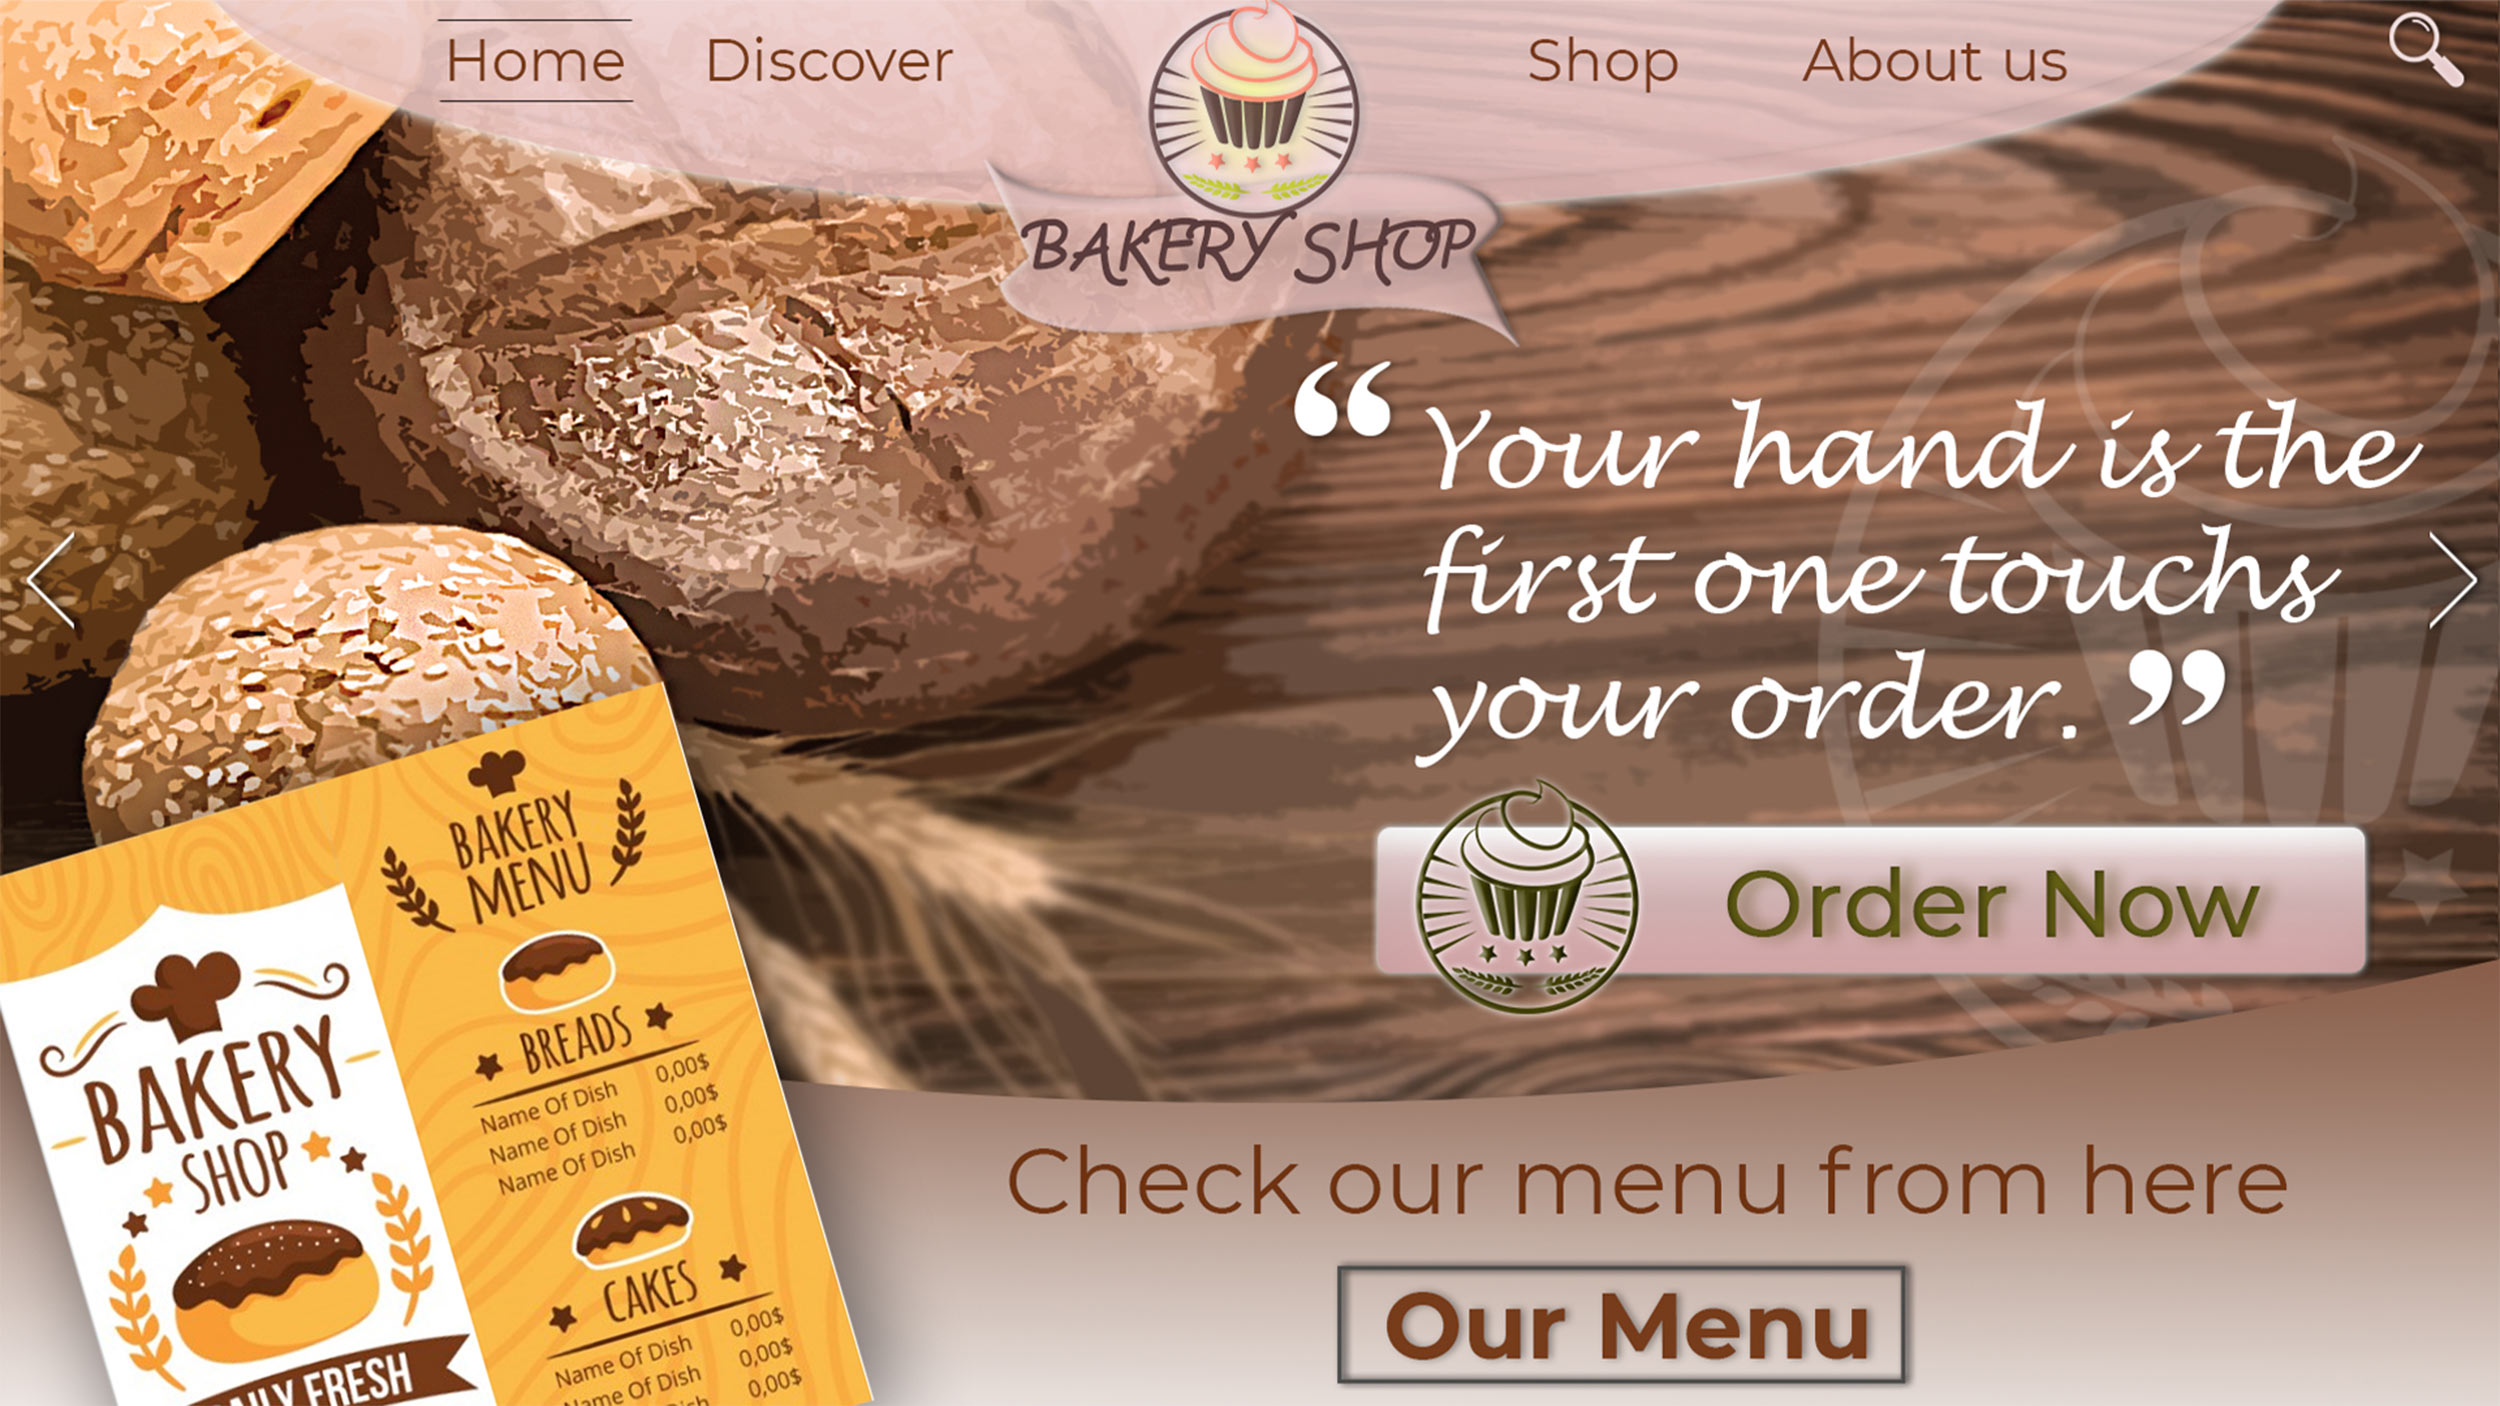 Home
Discover
Shop
About us
BAKERY SHOP
“ Your hand is the
first one touchs
your order. ”
Order Now
Check our menu from here
Our Menu
BAKERY
MENU
BREADS
Name Of Dish 0,00$
Name Of Dish 0,00$
Name Of Dish 0,00$
CAKES
Name Of Dish 0,00$
Name Of Dish 0,00$
0,00$
BAKERY
SHOP
FRESH